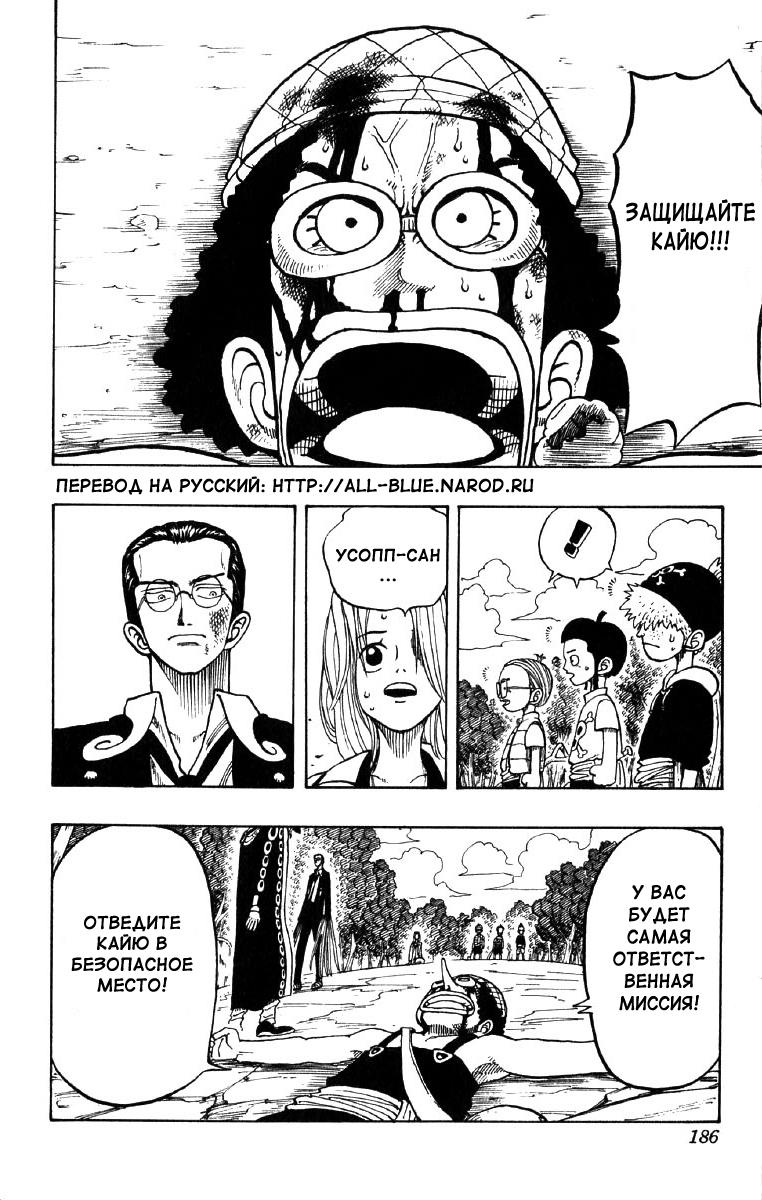 ЗАЩИЩАЙТЕ
КАЙЮ!!!
ПЕРЕВОД НА РУССКИЙ: HTTP://ALL-BLUE.NAROD.RU
!
УСОПП-САН
...
У ВАС
БУДЕТ
САМАЯ
ОТВЕТСТ-
ВЕННАЯ
МИССИЯ!
ОТВЕДИТЕ
КАЙЮ В
БЕЗОПАСНОЕ
МЕСТО!
186